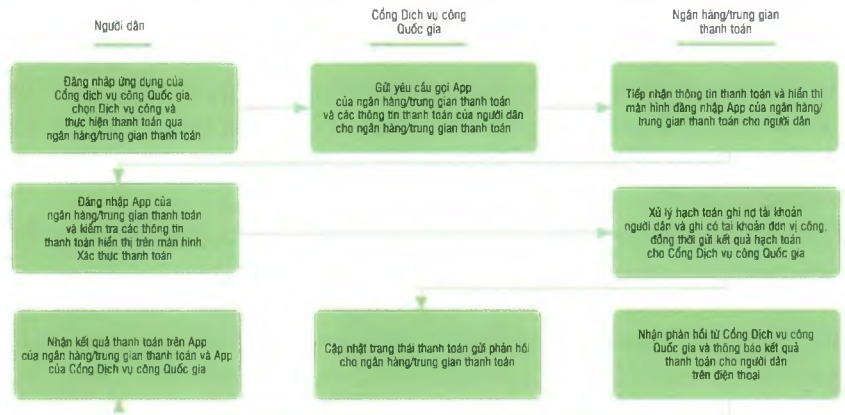 Người dân
Cổng Dịch vụ công
Quốc gia
Ngân hàng/trung gian
thanh toán
Đăng nhập ứng dụng của
Cổng dịch vụ công Quốc gia,
chọn Dịch vụ công và
thực hiện thanh toán qua
ngân hàng/trung gian thanh toán
Gửi yêu cầu gọi App
của ngân hàng/trung gian thanh toán
và các thông tin thanh toán của người dân
cho ngân hàng/trung gian thanh toán
Tiếp nhận thông tin thanh toán và hiển thị
màn hình đăng nhập App của ngân hàng/
trung gian thanh toán cho người dân
Đăng nhập App của
ngân hàng/trung gian thanh toán
và kiểm tra các thông tin
thanh toán hiển thị trên màn hình.
Xác thực thanh toán
Xử lý hạch toán ghi nợ tài khoản
người dân và ghi có tài khoản đơn vị công,
đồng thời gửi kết quả hạch toán
cho Cổng Dịch vụ công Quốc gia
Nhận kết quả thanh toán trên App
của ngân hàng/trung gian thanh toán và App
của Cổng Dịch vụ công Quốc gia
Cập nhật trạng thái thanh toán gửi phản hồi
cho ngân hàng/trung gian thanh toán
Nhận phản hồi từ Cổng Dịch vụ công
Quốc gia và thông báo kết quả
thanh toán cho người dân
trên điện thoại